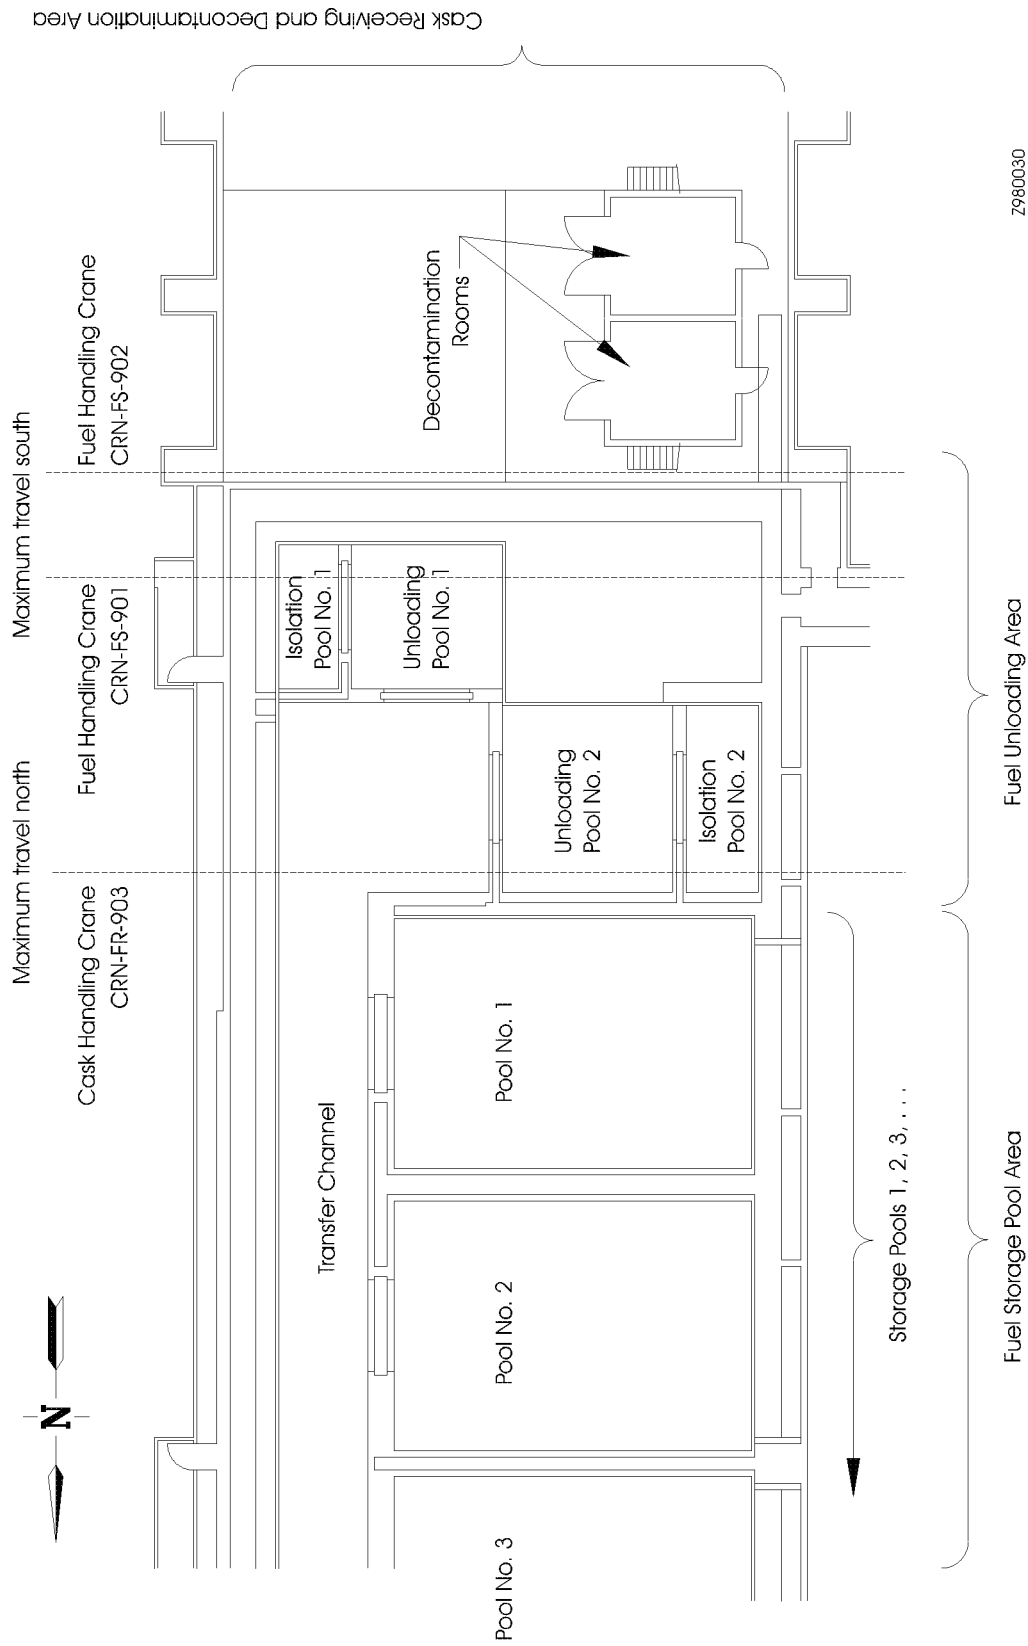 Cask Receiving and Decontamination Area
Maximum travel north
Maximum travel south
Cask Handling Crane
CRN-FR-903
Fuel Handling Crane
CRN-FS-901
Fuel Handling Crane
CRN-FS-902
N
Isolation
Pool No. 1
Unloading
Pool No. 1
Decontamination
Rooms
Transfer Channel
Unloading
Pool No. 2
Isolation
Pool No. 2
Pool No. 3
Pool No. 2
Pool No. 1
Storage Pools 1, 2, 3, . . .
Fuel Storage Pool Area
Fuel Unloading Area
Z980030